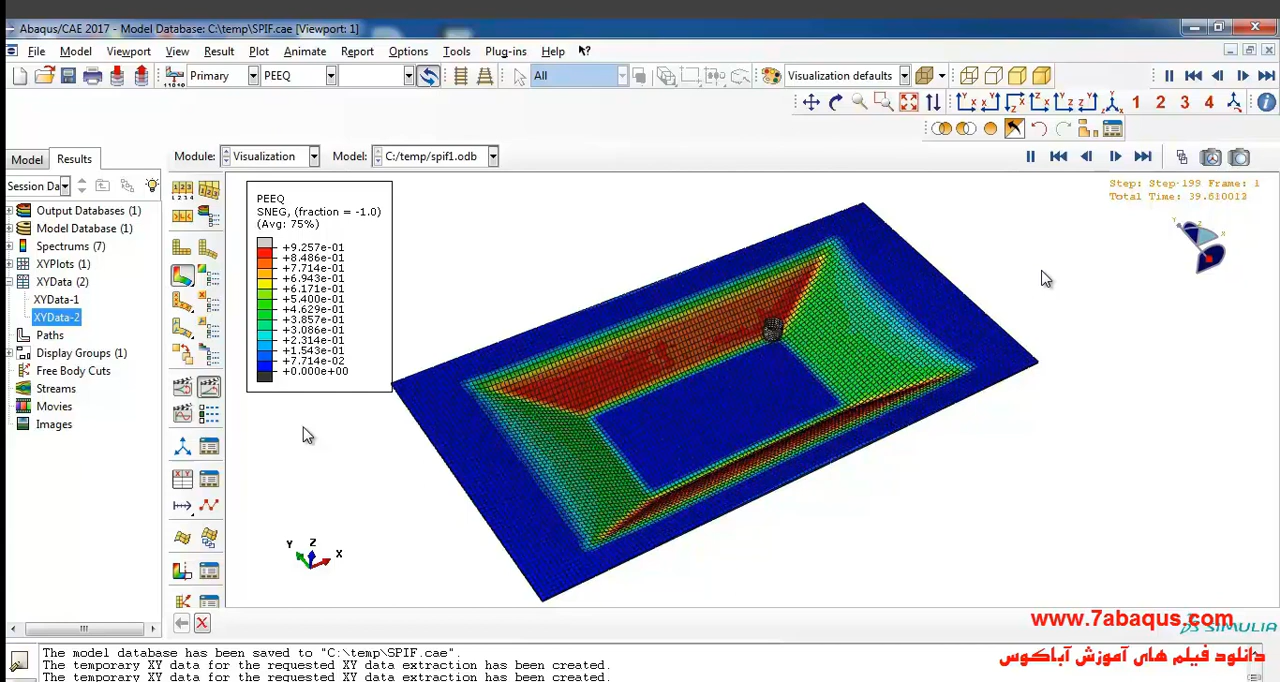 Abaqus/CAE 2017 - Model Database: C:\temp\SPIF.cae [Viewport: 1]
File Model Viewport View Result Plot Animate Report Options Tools Plug-ins Help
Primary PEEQ All Visualization defaults
1 2 3 4
Model Results Module: Visualization Model: C:/temp/spif1.odb
Session Da
Output Databases (1)
Model Database (1)
Spectrums (7)
XYPlots (1)
XYData (2)
XYData-1
XYData-2
Paths
Display Groups (1)
Free Body Cuts
Streams
Movies
Images
PEEQ
SNEG, (fraction = -1.0)
(Avg: 75%)
+9.257e-01
+8.486e-01
+7.714e-01
+6.943e-01
+6.171e-01
+5.400e-01
+4.629e-01
+3.857e-01
+3.086e-01
+2.314e-01
+1.543e-01
+7.714e-02
+0.000e+00
Step: Step-199 Frame: 1
Total Time: 39.610012
Y Z X
Z
Y X
www.7abaqus.com
SIMULIA
دانلود فیلم های آموزش آباکوس
The model database has been saved to "C:\temp\SPIF.cae".
The temporary XY data for the requested XY data extraction has been created.
The temporary XY data for the requested XY data extraction has been created.